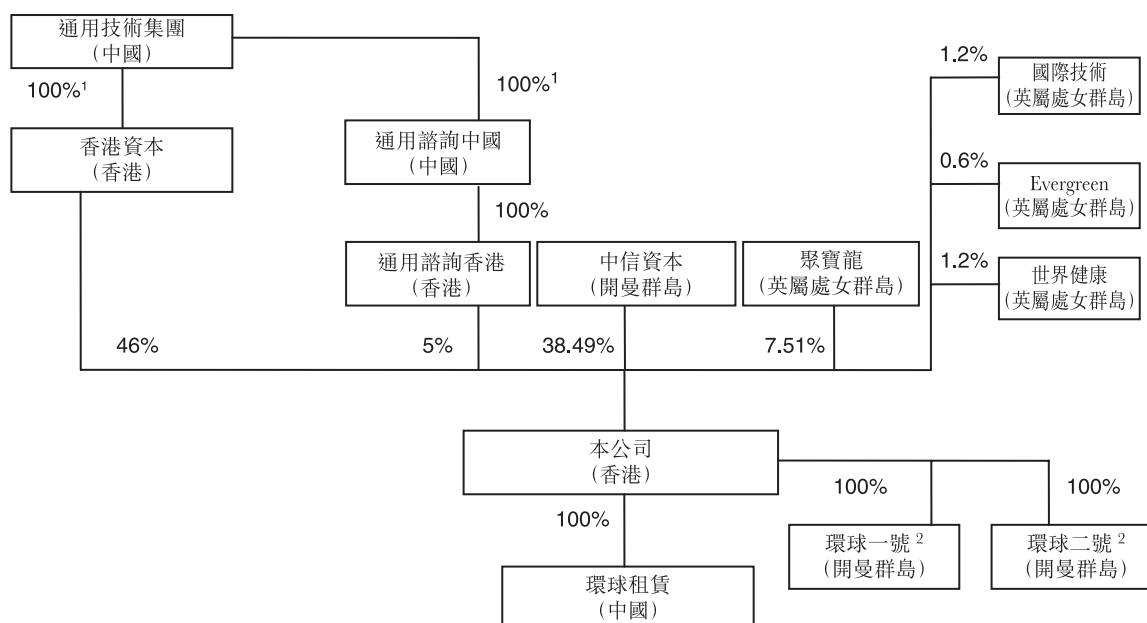 通用技術集團
(中國)
100%¹
100%¹
香港資本
(香港)
通用諮詢中國
(中國)
100%
通用諮詢香港
(香港)
中信資本
(開曼群島)
聚寶龍
(英屬處女群島)
1.2%
國際技術
(英屬處女群島)
0.6%
Evergreen
(英屬處女群島)
1.2%
世界健康
(英屬處女群島)
46%
5%
38.49%
7.51%
本公司
(香港)
100%
100%
100%
環球一號 ²
(開曼群島)
環球二號 ²
(開曼群島)
環球租賃
(中國)